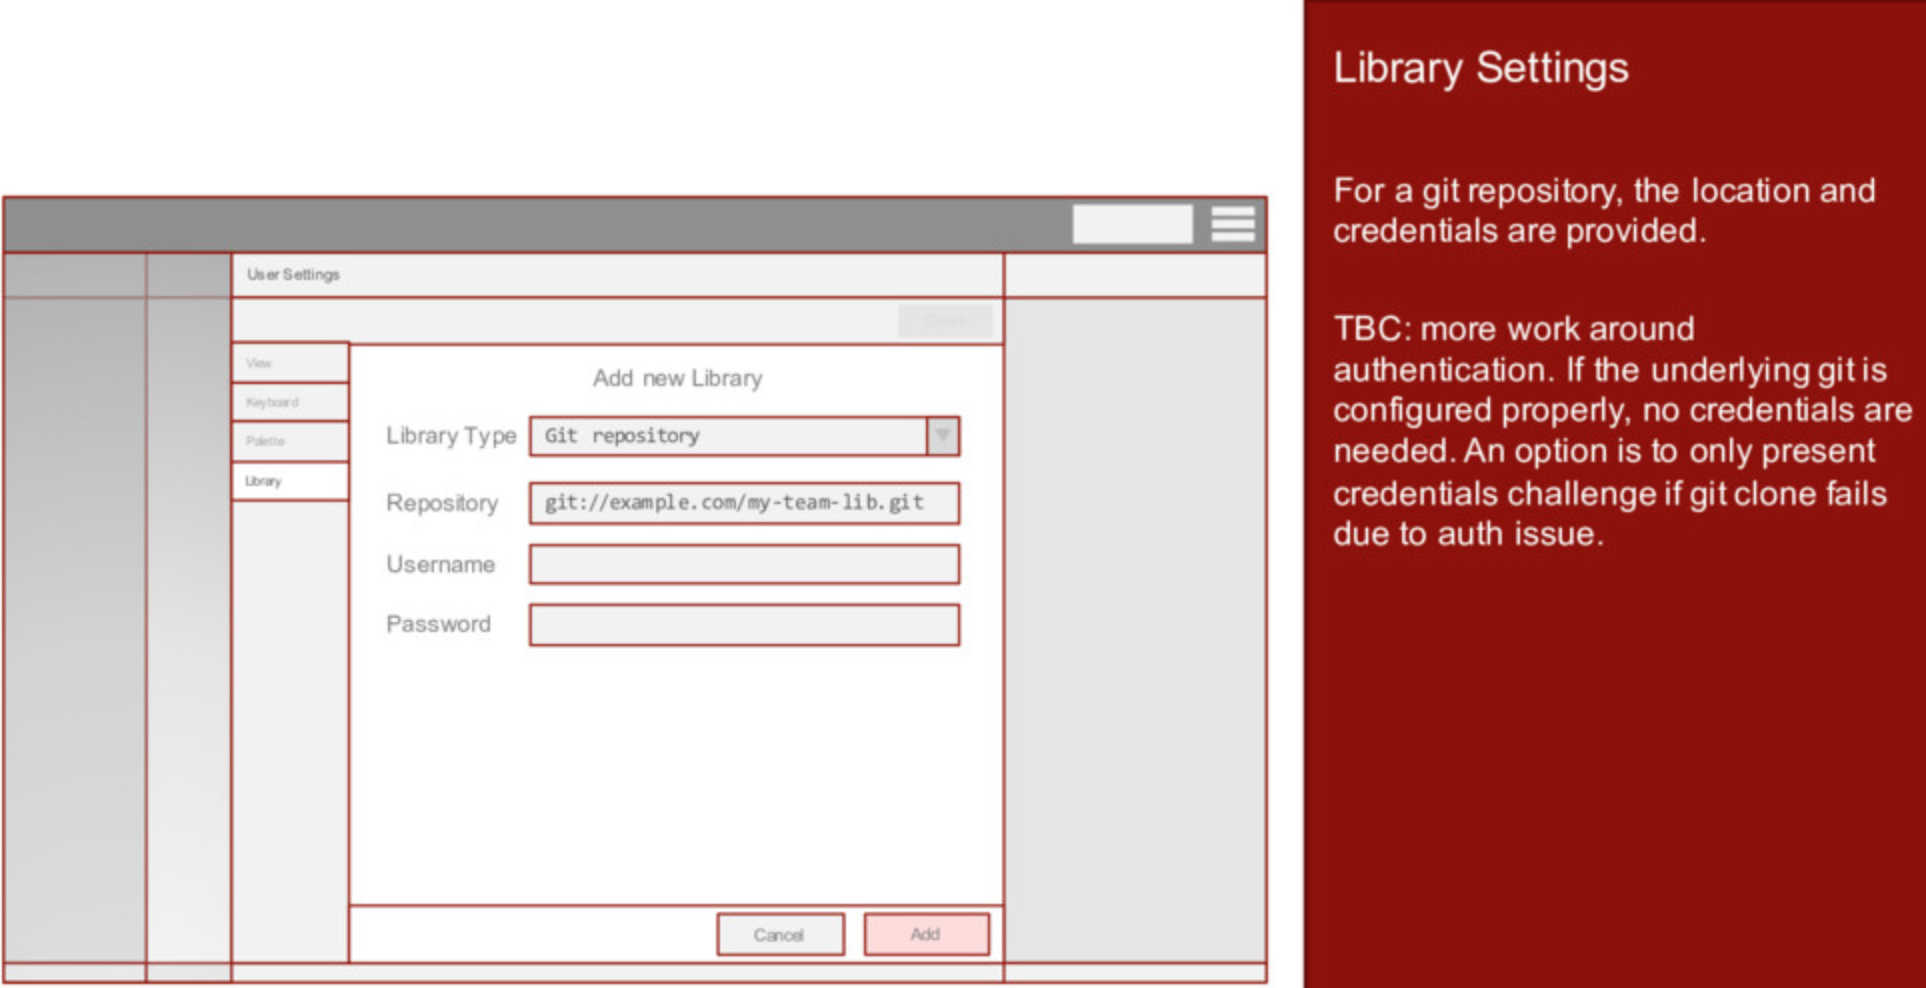 Library Settings
For a git repository, the location and
credentials are provided.
TBC: more work around
authentication. If the underlying git is
configured properly, no credentials are
needed. An option is to only present
credentials challenge if git clone fails
due to auth issue.
User Settings
Close
View
Keyboard
Palette
Library
Add new Library
Library Type Git repository
Repository git://example.com/my-team-lib.git
Username
Password
Cancel Add